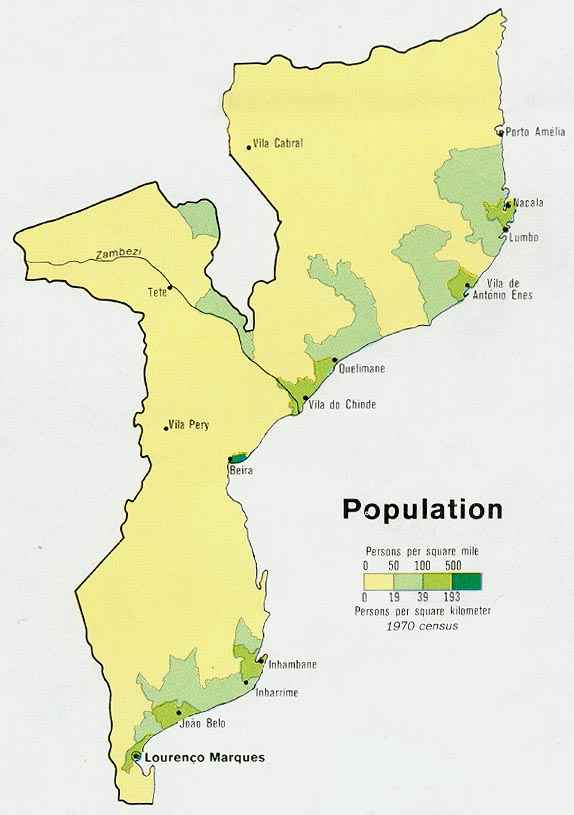 Porto Amélia
Vila Cabral
Nacala
Lumbo
Zambezi
Tete
Vila de
António Enes
Quelimane
Vila do Chinde
Vila Pery
Beira
Population
Persons per square mile
0 50 100 500
0 19 39 193
Persons per square kilometer
1970 census
Inhambane
Inharrime
João Belo
Lourenço Marques